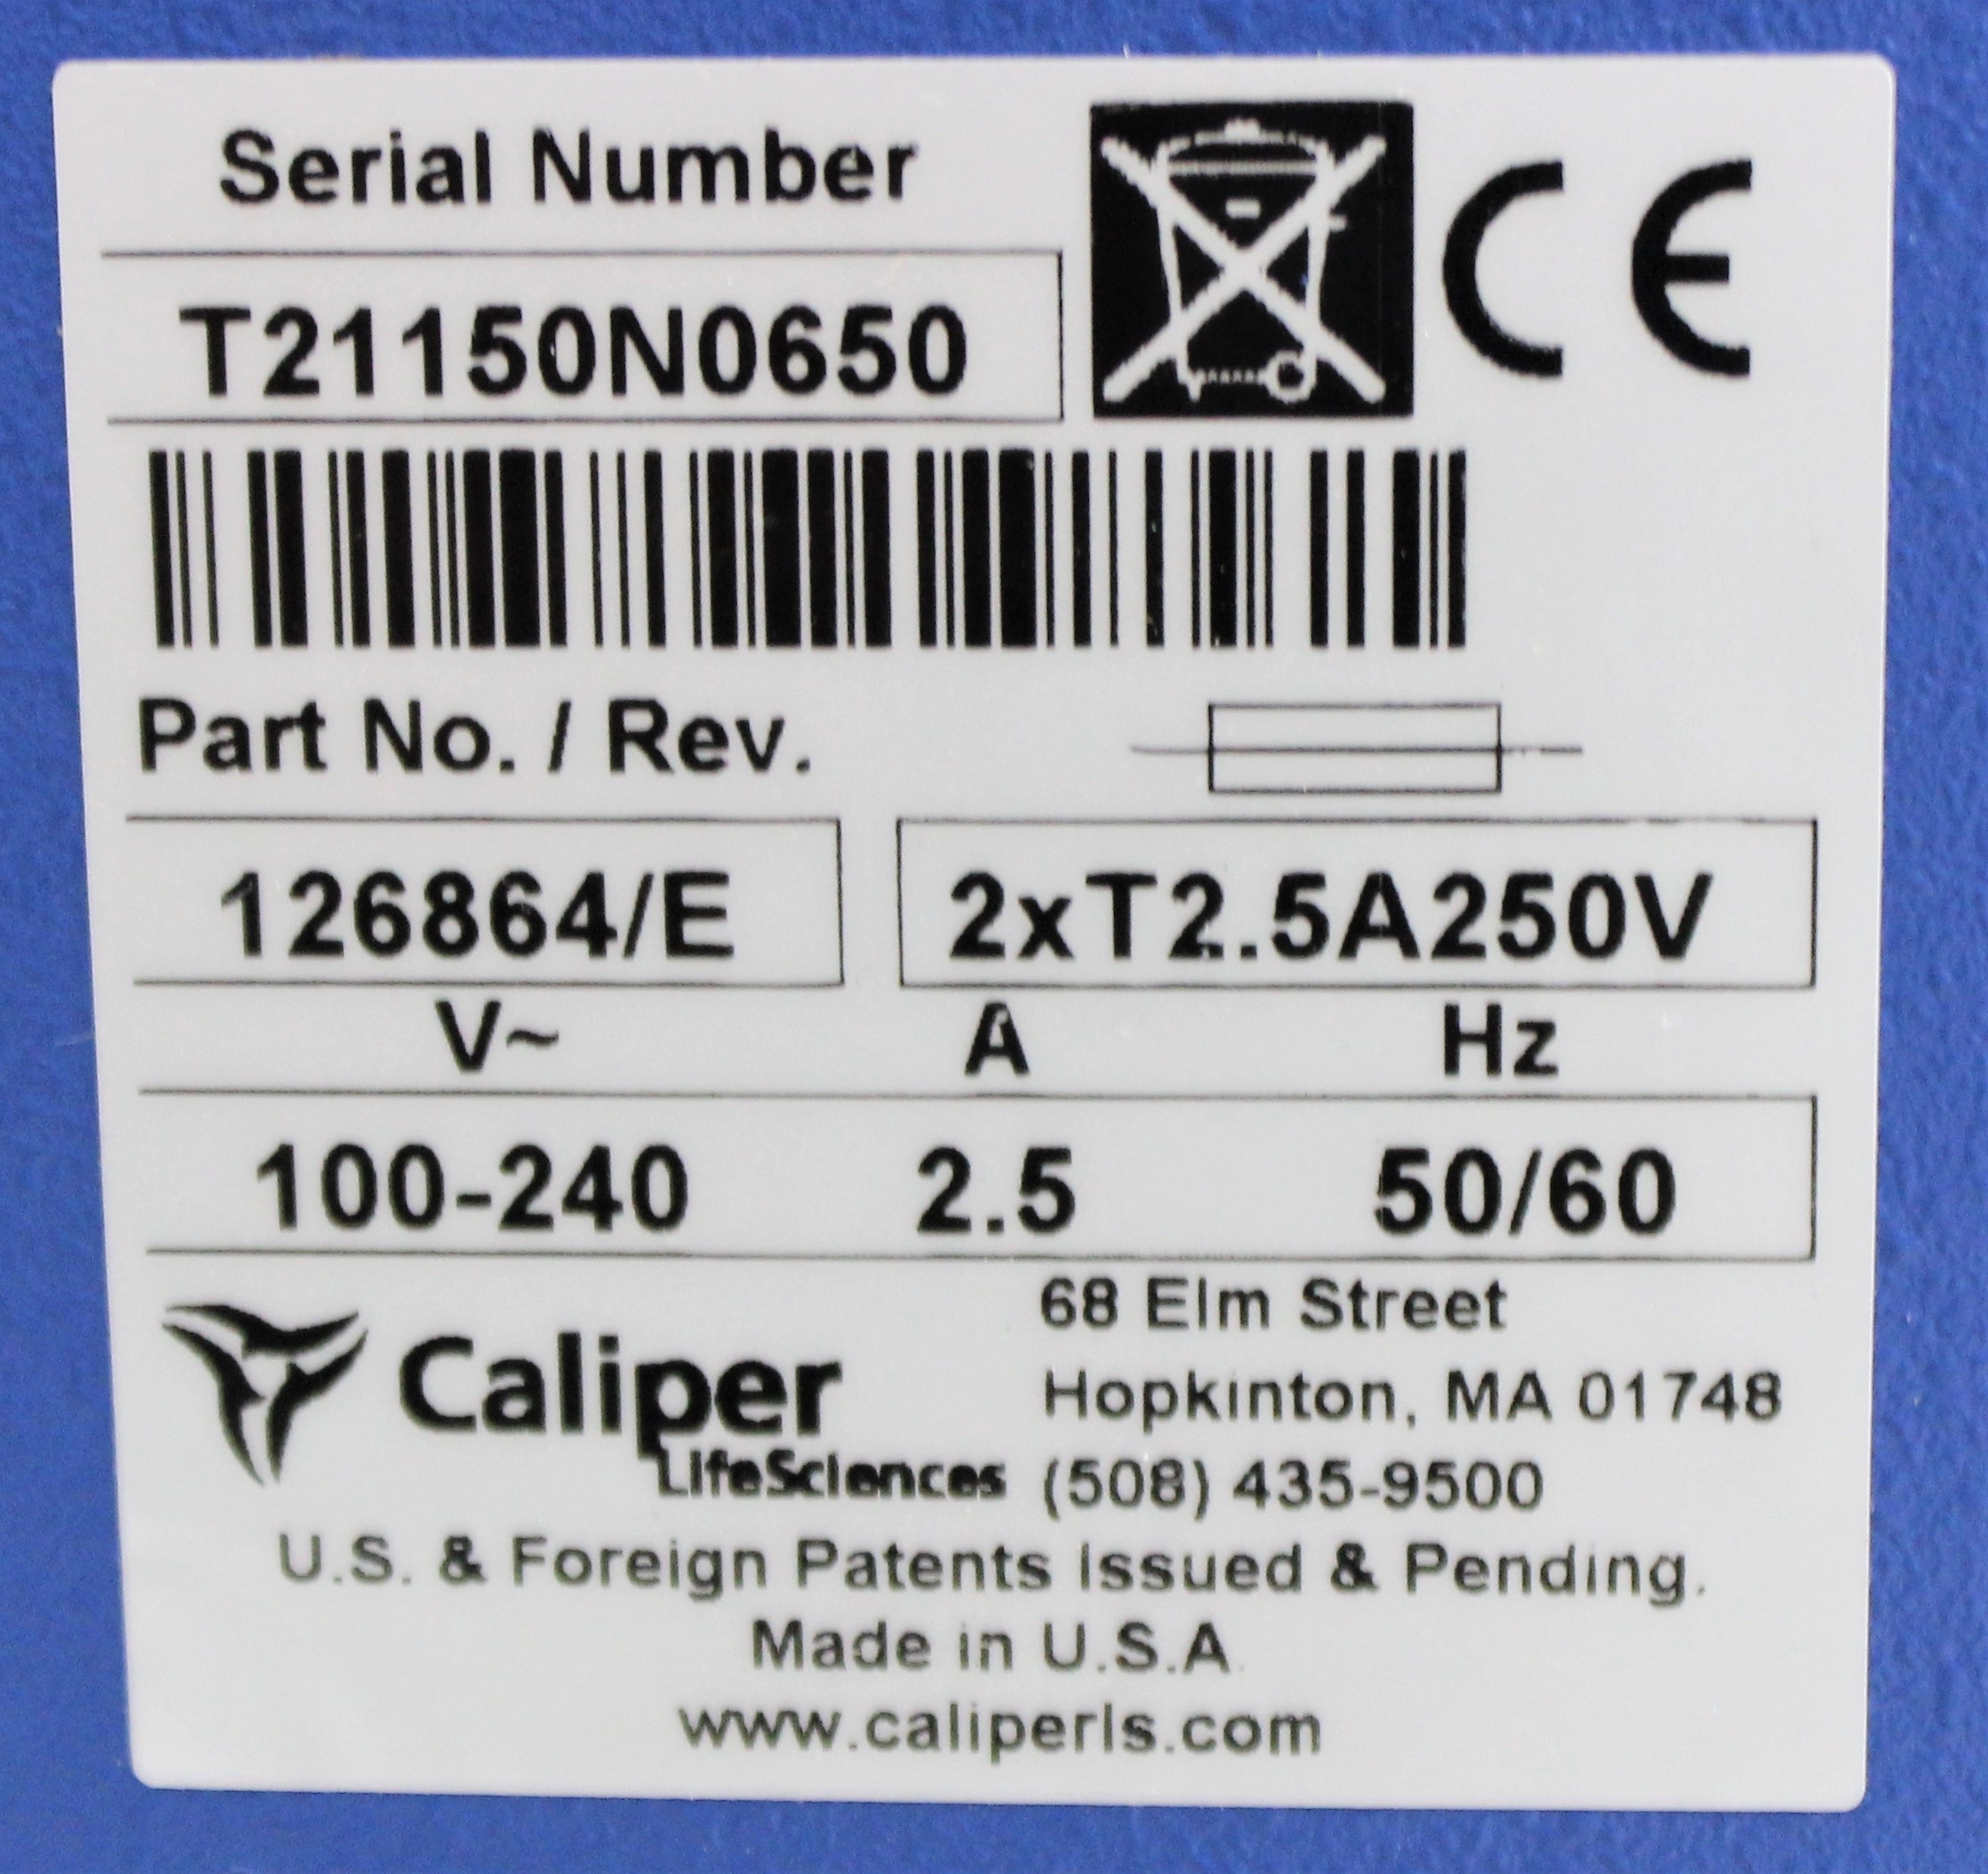 Serial Number
T21150N0650
CE
Part No. / Rev.
126864/E
2xT2.5A250V
V~ A Hz
100-240 2.5 50/60
Caliper
LifeSciences
68 Elm Street
Hopkinton, MA 01748
(508) 435-9500
U.S. & Foreign Patents Issued & Pending.
Made in U.S.A.
www.caliperls.com